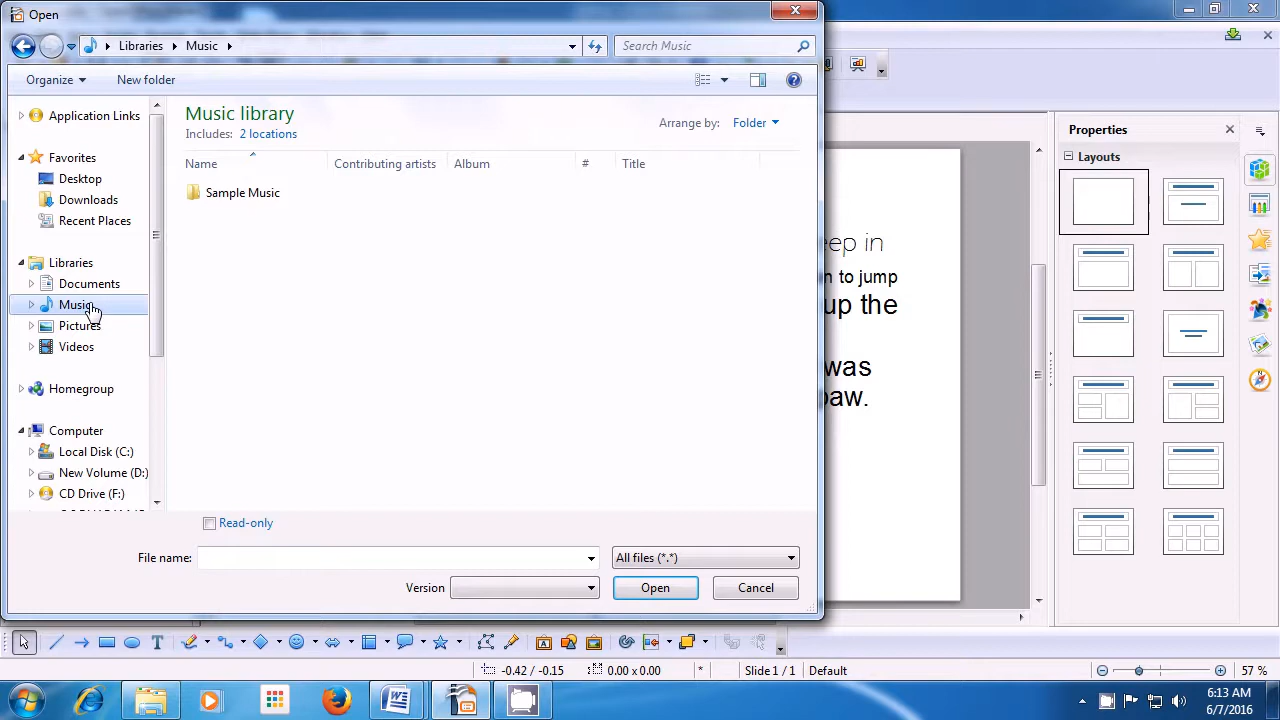 Open
Libraries
Music
Search Music
Organize
New folder
Application Links
Favorites
Desktop
Downloads
Recent Places
Libraries
Documents
Music
Pictures
Videos
Homegroup
Computer
Local Disk (C:)
New Volume (D:)
CD Drive (F:)
Music library
Includes: 2 locations
Arrange by: Folder
Name
Contributing artists
Album
#
Title
Sample Music
Read-only
File name:
All files (*.*)
Version
Open
Cancel
eep in
n to jump
up the
was
paw.
Properties
Layouts
-0.42 / -0.15
0.00 x 0.00
*
Slide 1 / 1
Default
57 %
6:13 AM
6/7/2016